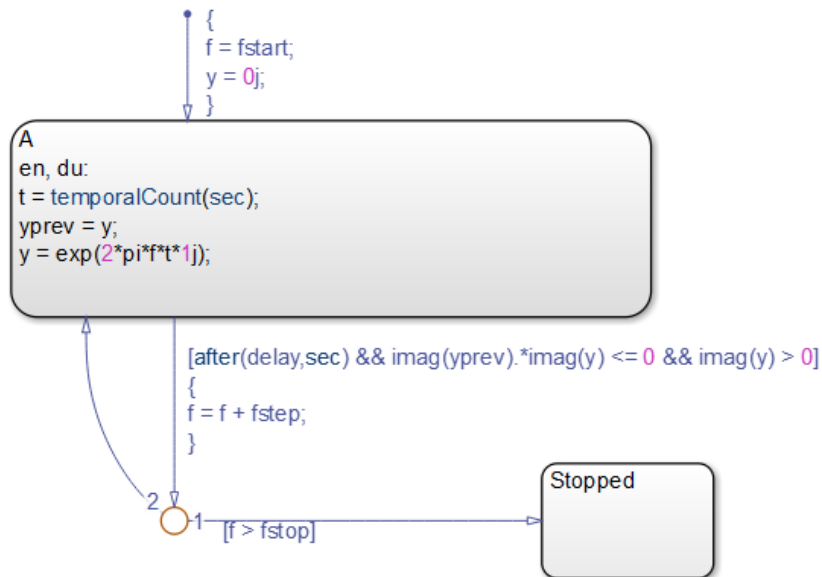 {
f = fstart;
y = 0j;
}
A
en, du:
t = temporalCount(sec);
yprev = y;
y = exp(2*pi*f*t*1j);
[after(delay,sec) && imag(yprev).*imag(y) <= 0 && imag(y) > 0]
{
f = f + fstep;
}
Stopped
2
1
[f > fstop]